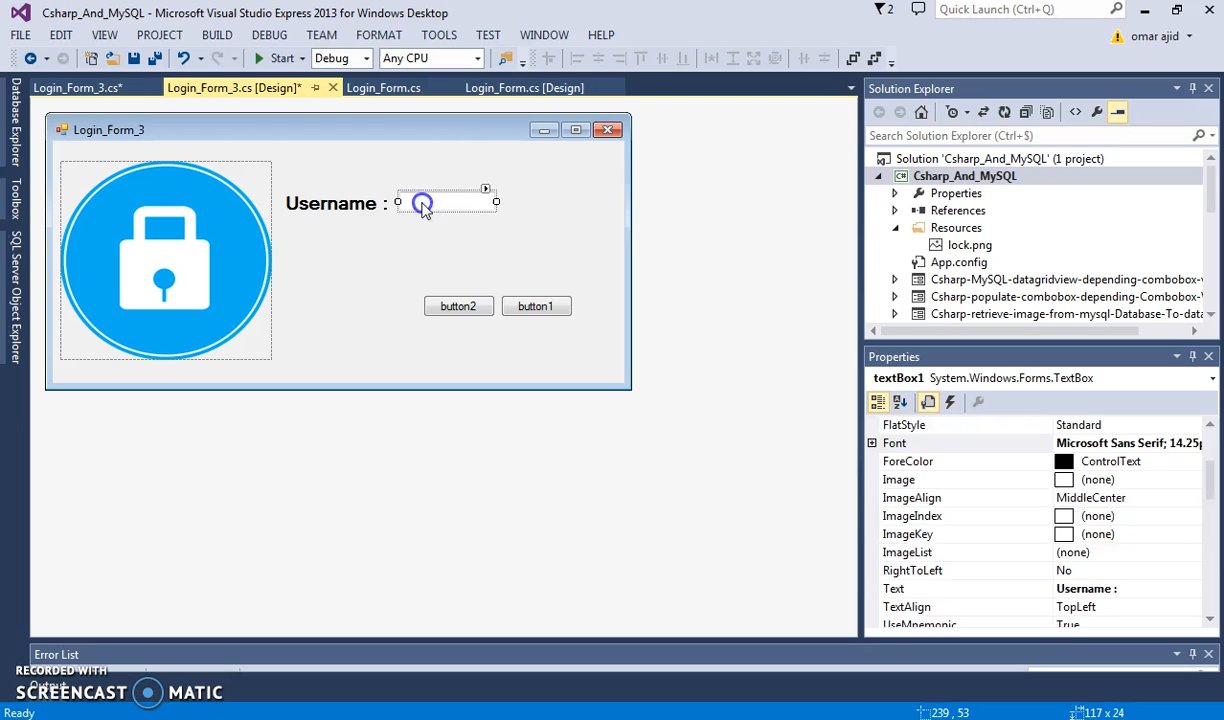 Csharp_And_MySQL - Microsoft Visual Studio Express 2013 for Windows Desktop
2
Quick Launch (Ctrl+Q)
FILE EDIT VIEW PROJECT BUILD DEBUG TEAM FORMAT TOOLS TEST WINDOW HELP
omar ajid
Start Debug Any CPU
Login_Form_3.cs* Login_Form_3.cs [Design]* Login_Form.cs Login_Form.cs [Design]
Database Explorer
Toolbox
SQL Server Object Explorer
Login_Form_3
Username :
button2 button1
Solution Explorer
Search Solution Explorer (Ctrl+$)
Solution 'Csharp_And_MySQL' (1 project)
Csharp_And_MySQL
Properties
References
Resources
lock.png
App.config
Csharp-MySQL-datagridview-depending-combobox-v
Csharp-populate-combobox-depending-Combobox-V
Csharp-retrieve-image-from-mysql-Database-To-data
Properties
textBox1 System.Windows.Forms.TextBox
FlatStyle Standard
Font Microsoft Sans Serif; 14.25p
ForeColor ControlText
Image (none)
ImageAlign MiddleCenter
ImageIndex (none)
ImageKey (none)
ImageList (none)
RightToLeft No
Text Username :
TextAlign TopLeft
UseMnemonic True
Error List
Output
RECORDED WITH
SCREENCAST MATIC
Ready
239 , 53
117 x 24